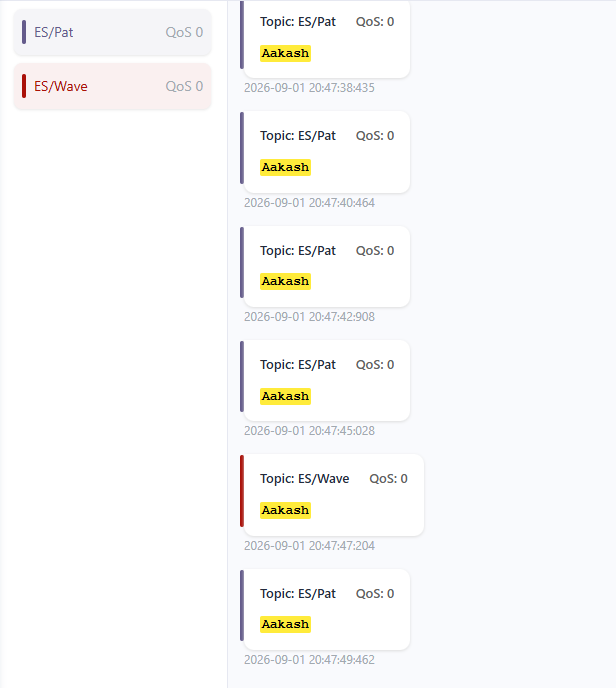 ES/Pat QoS 0
ES/Wave QoS 0
Topic: ES/Pat QoS: 0
Aakash
2026-09-01 20:47:38:435
Topic: ES/Pat QoS: 0
Aakash
2026-09-01 20:47:40:464
Topic: ES/Pat QoS: 0
Aakash
2026-09-01 20:47:42:908
Topic: ES/Pat QoS: 0
Aakash
2026-09-01 20:47:45:028
Topic: ES/Wave QoS: 0
Aakash
2026-09-01 20:47:47:204
Topic: ES/Pat QoS: 0
Aakash
2026-09-01 20:47:49:462